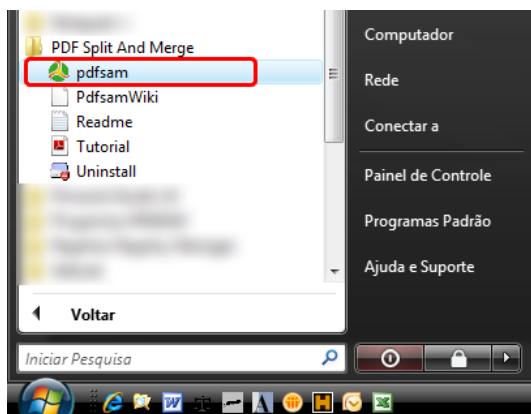 PDF Split And Merge
pdfsam
PdfsamWiki
Readme
Tutorial
Uninstall
Voltar
Iniciar Pesquisa
Computador
Rede
Conectar a
Painel de Controle
Programas Padrão
Ajuda e Suporte